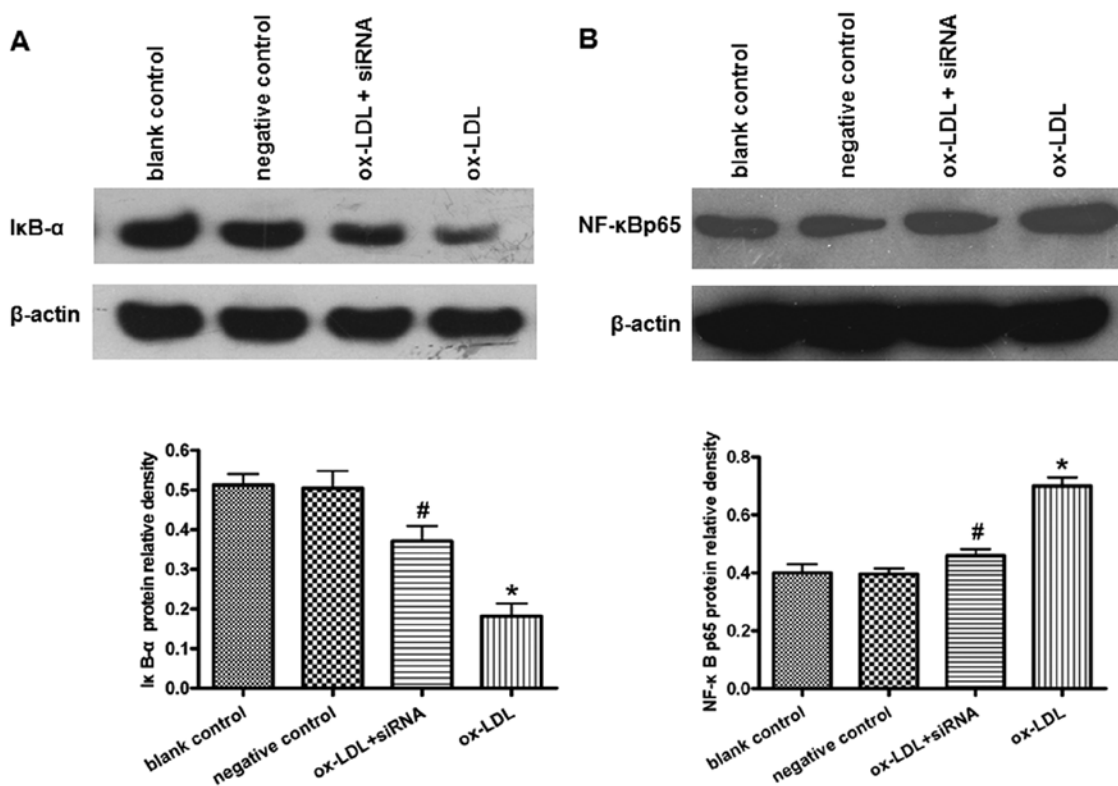 A
blank control
negative control
ox-LDL + siRNA
ox-LDL
IκB-α
β-actin
Iκ B-α protein relative density
0.6
0.5
0.4
0.3
0.2
0.1
0.0
#
*
blank control
negative control
ox-LDL+siRNA
ox-LDL
B
blank control
negative control
ox-LDL + siRNA
ox-LDL
NF-κBp65
β-actin
NF-κ B p65 protein relative density
0.8
0.6
0.4
0.2
0.0
#
*
blank control
negative control
ox-LDL+siRNA
ox-LDL